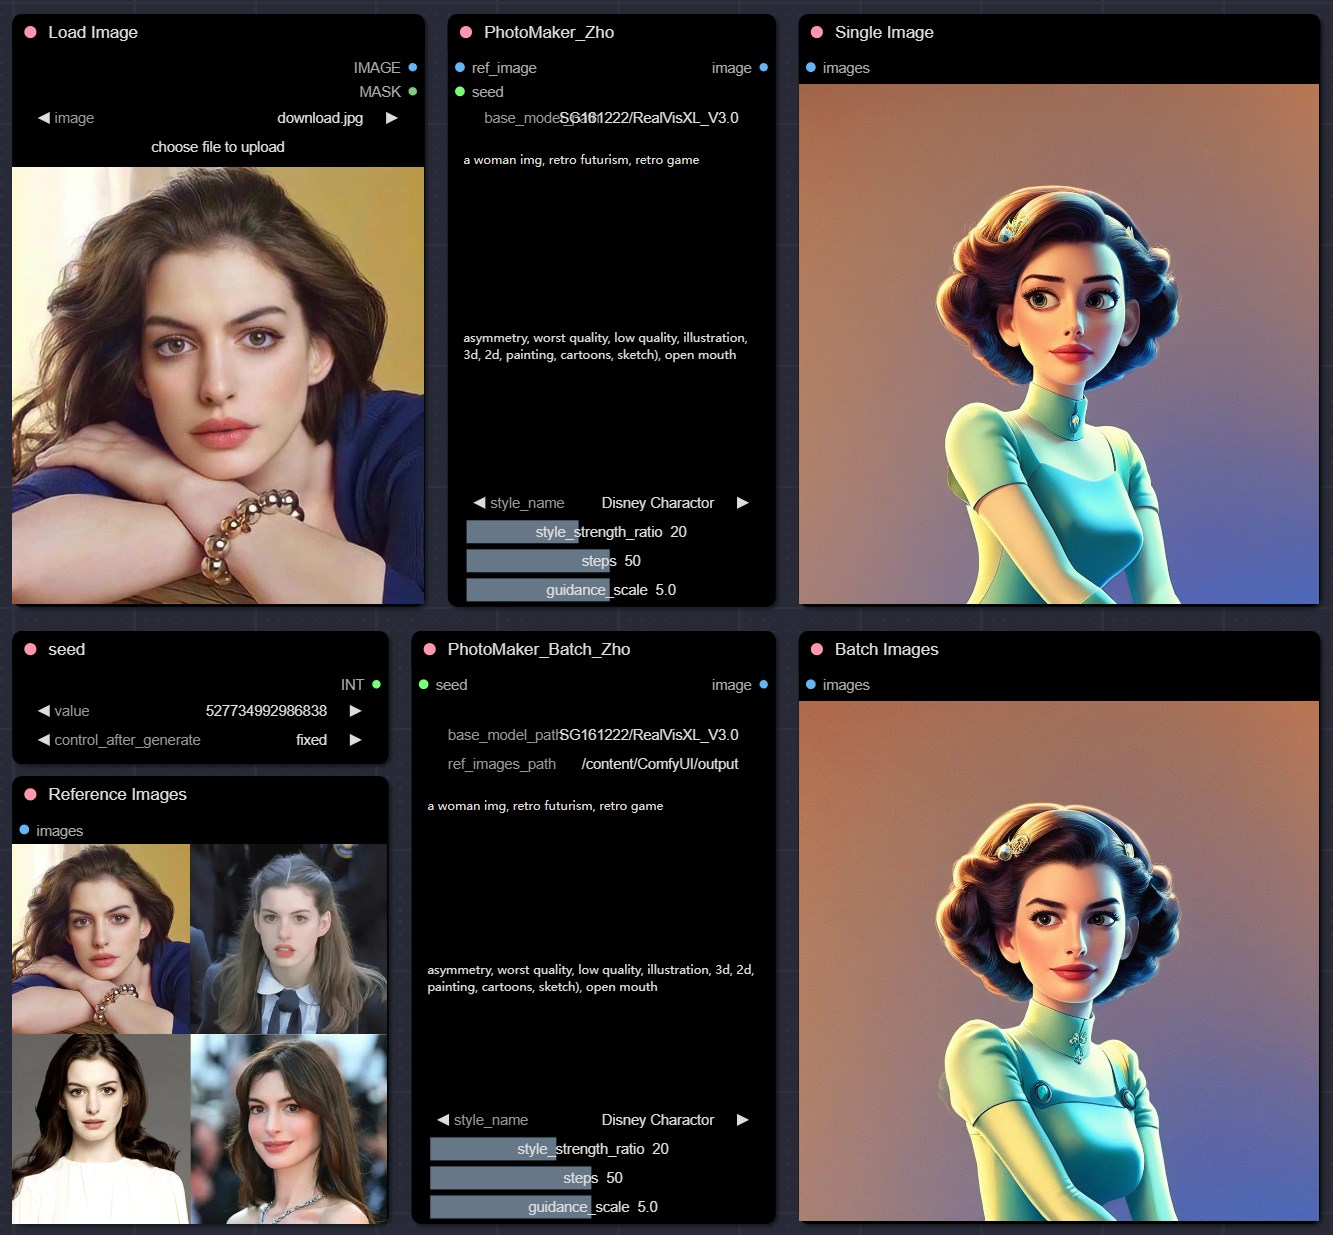 Load Image
IMAGE
MASK
image download.jpg
choose file to upload
PhotoMaker_Zho
ref_image image
seed
base_model_path SG161222/RealVisXL_V3.0
a woman img, retro futurism, retro game
asymmetry, worst quality, low quality, illustration,
3d, 2d, painting, cartoons, sketch), open mouth
style_name Disney Charactor
style_strength_ratio 20
steps 50
guidance_scale 5.0
Single Image
images
seed
INT
value 527734992986838
control_after_generate fixed
Reference Images
images
PhotoMaker_Batch_Zho
seed image
base_model_path SG161222/RealVisXL_V3.0
ref_images_path /content/ComfyUI/output
a woman img, retro futurism, retro game
asymmetry, worst quality, low quality, illustration, 3d, 2d,
painting, cartoons, sketch), open mouth
style_name Disney Charactor
style_strength_ratio 20
steps 50
guidance_scale 5.0
Batch Images
images